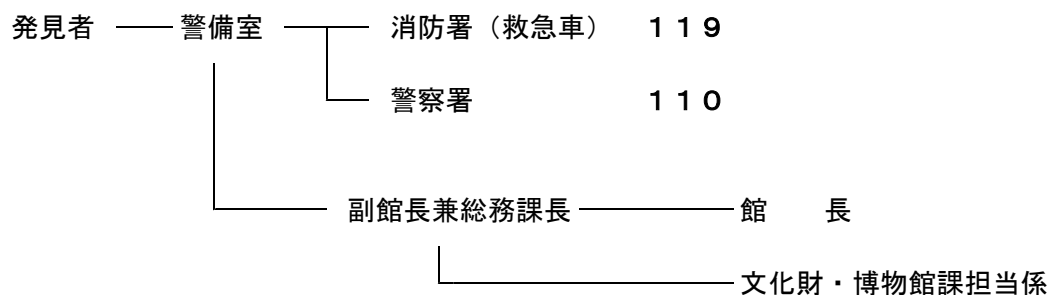 発見者 警備室 消防署（救急車） １１９
警察署 １１０
副館長兼総務課長 館　　長
文化財・博物館課担当係